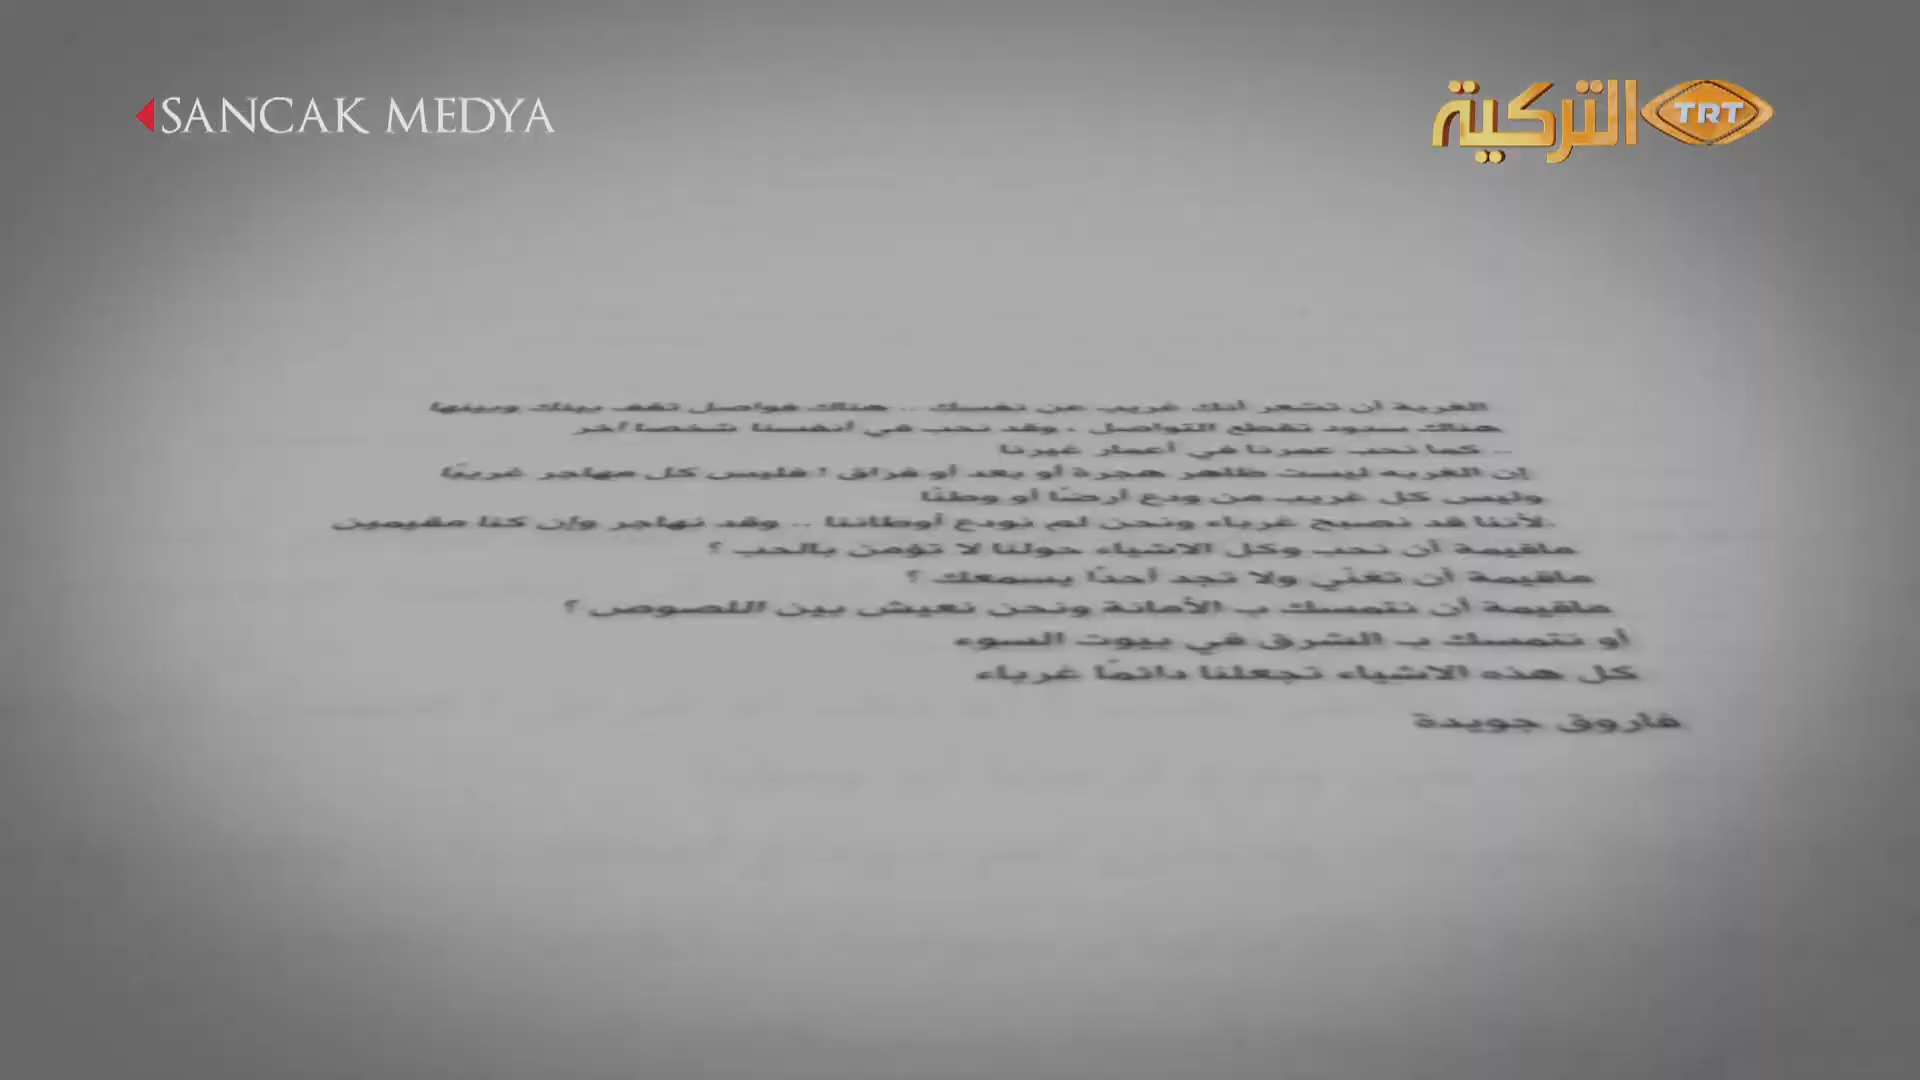 SANCAK MEDYA
التركية TRT
الغربة أن تشعر أنك غريب عن نفسك .. هناك فواصل تقف بينك وبينها
هناك سدود تقطع التواصل ، وقد نحب في أنفسنا شخصا آخر
.. كما نحب عمرنا في أعمار غيرنا
إن الغربه ليست ظاهر هجرة أو بعد أو فراق ! فليس كل مهاجر غريبًا
وليس كل غريب من ودع أرضًا أو وطنًا
لأننا قد نصبح غرباء ونحن لم نودع أوطاننا .. وقد نهاجر وإن كنا مقيمين
ماقيمة أن نحب وكل الاشياء حولنا لا تؤمن بالحب ؟
ماقيمة أن تغنّي ولا تجد أحدًا يسمعك ؟
ماقيمة أن نتمسك ب الأمانة ونحن نعيش بين اللصوص ؟
أو نتمسك ب الشرق في بيوت السوء
كل هذه الاشياء تجعلنا دائمًا غرباء
فاروق جويدة